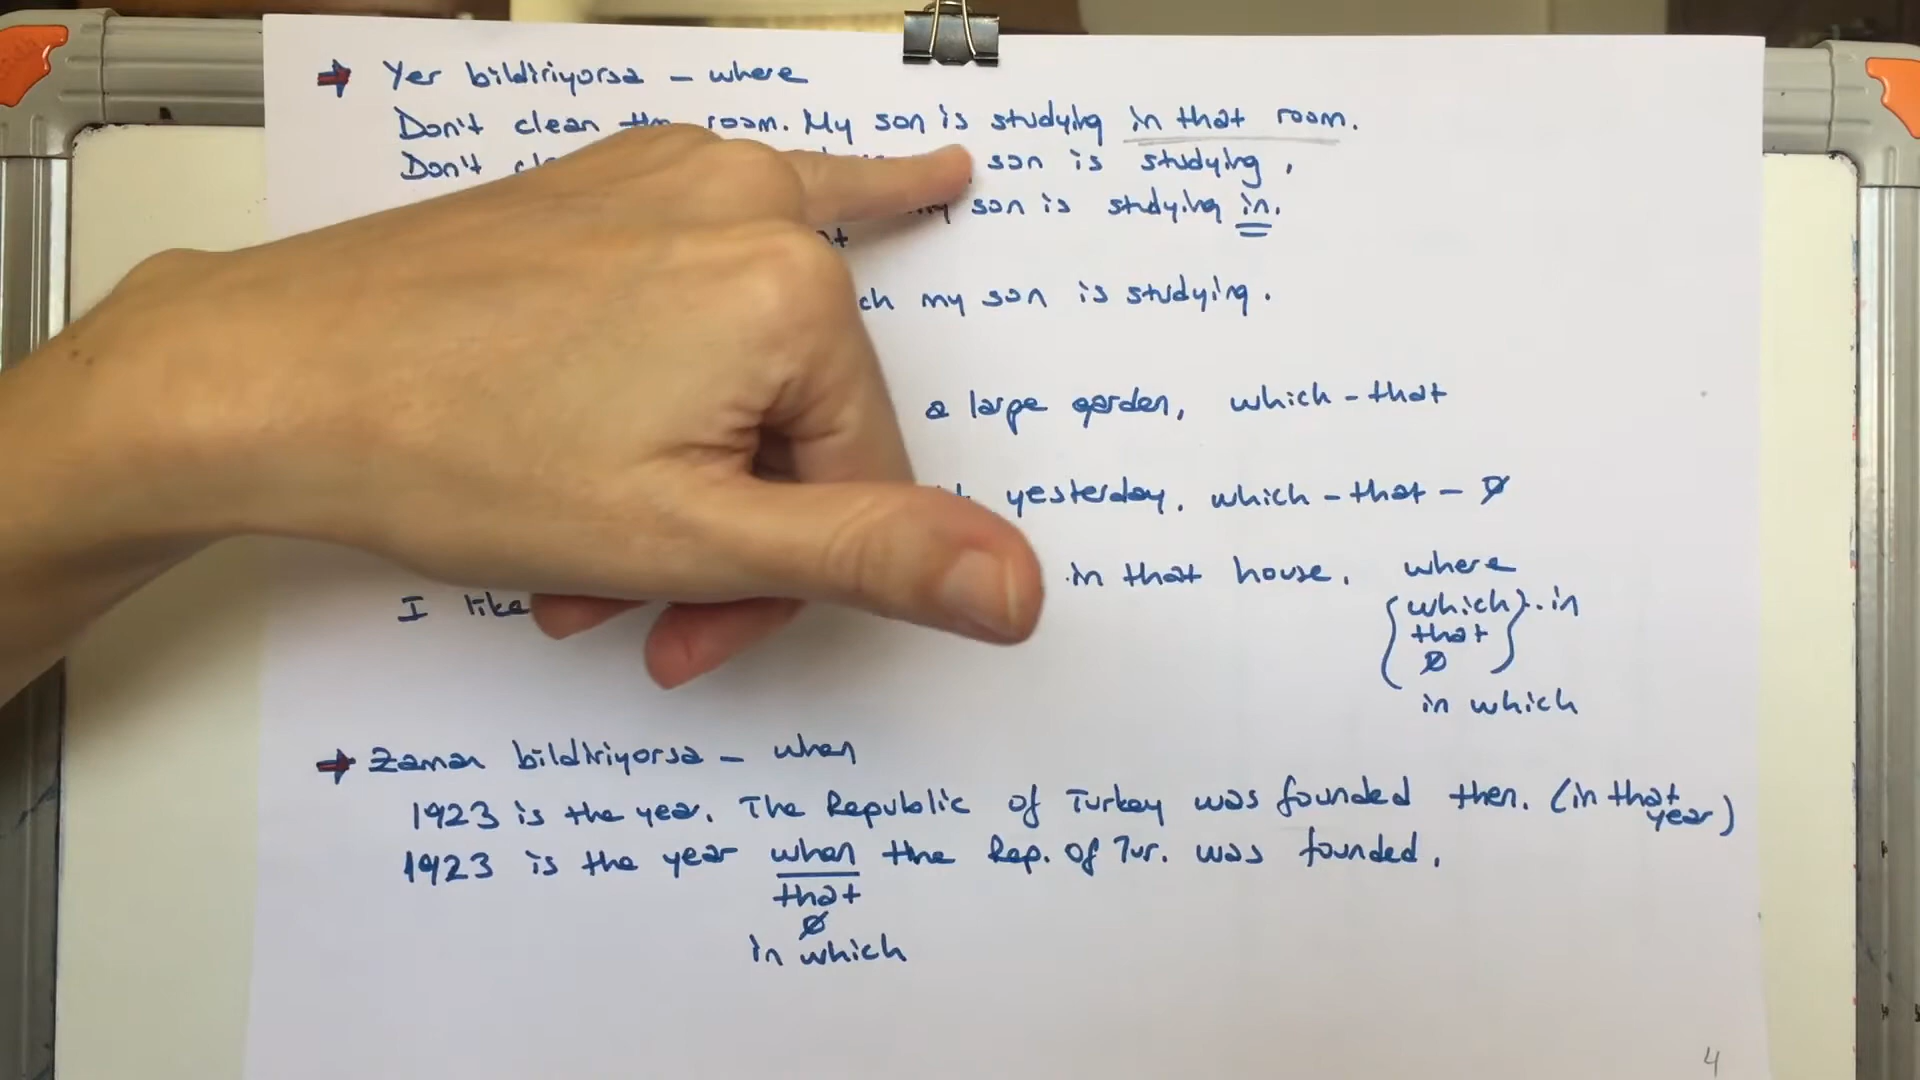 → Yer bildiriyorsa – where
Don't clean the room. My son is studying in that room.
Don't son is studying.
my son is studying in.
my son is studying.
a large garden, which – that
yesterday. which – that – Ø
in that house. where
I like { which } in
that
Ø
in which
→ Zaman bildiriyorsa – when
1923 is the year. The Republic of Turkey was founded then. (in that year)
1923 is the year when the Rep. of Tur. was founded.
that
Ø
in which
4